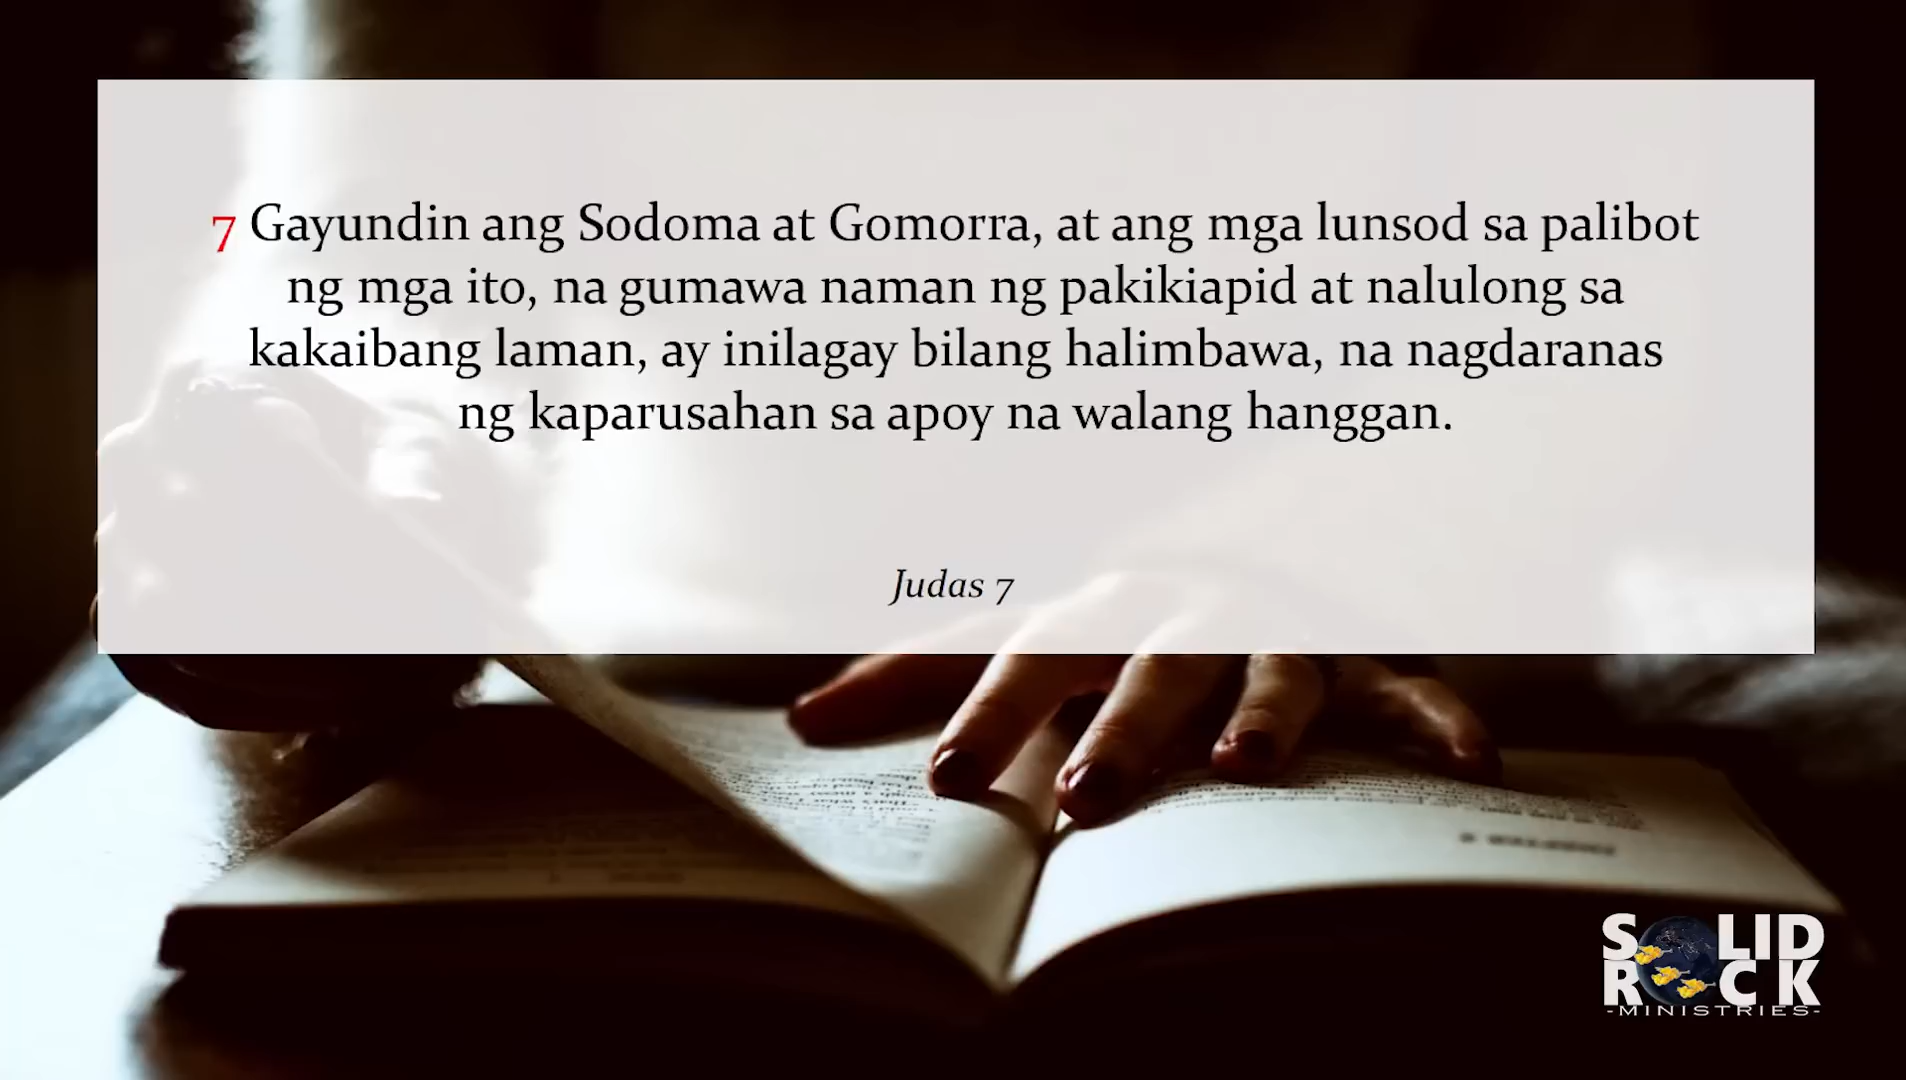 7 Gayundin ang Sodoma at Gomorra, at ang mga lunsod sa palibot
ng mga ito, na gumawa naman ng pakikiapid at nalulong sa
kakaibang laman, ay inilagay bilang halimbawa, na nagdaranas
ng kaparusahan sa apoy na walang hanggan.
Judas 7
SOLID
ROCK
-MINISTRIES-